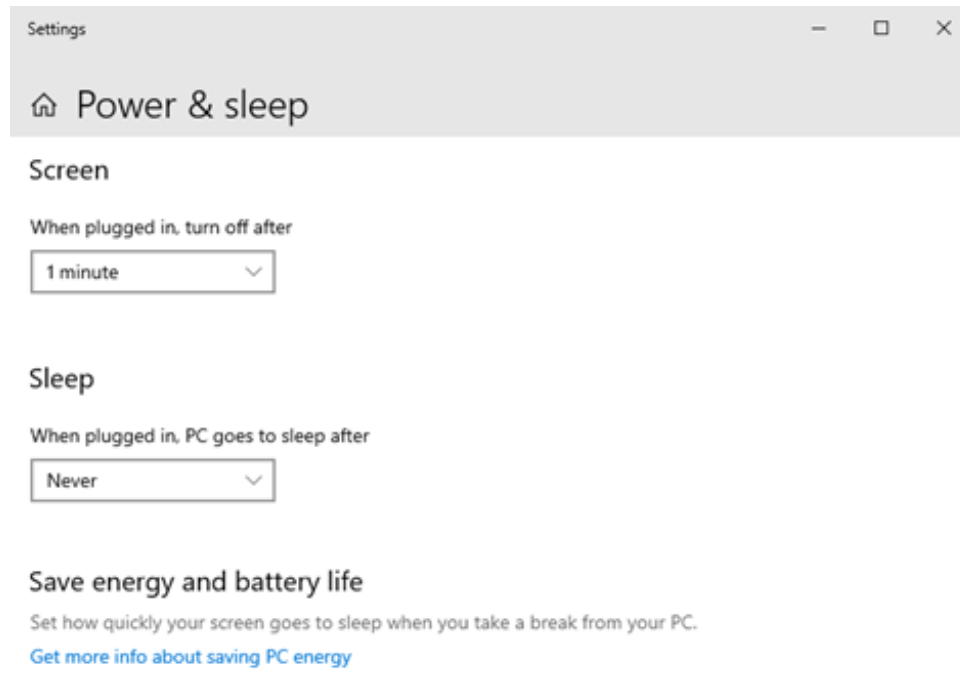 Settings
Power & sleep
Screen
When plugged in, turn off after
1 minute
Sleep
When plugged in, PC goes to sleep after
Never
Save energy and battery life
Set how quickly your screen goes to sleep when you take a break from your PC.
Get more info about saving PC energy